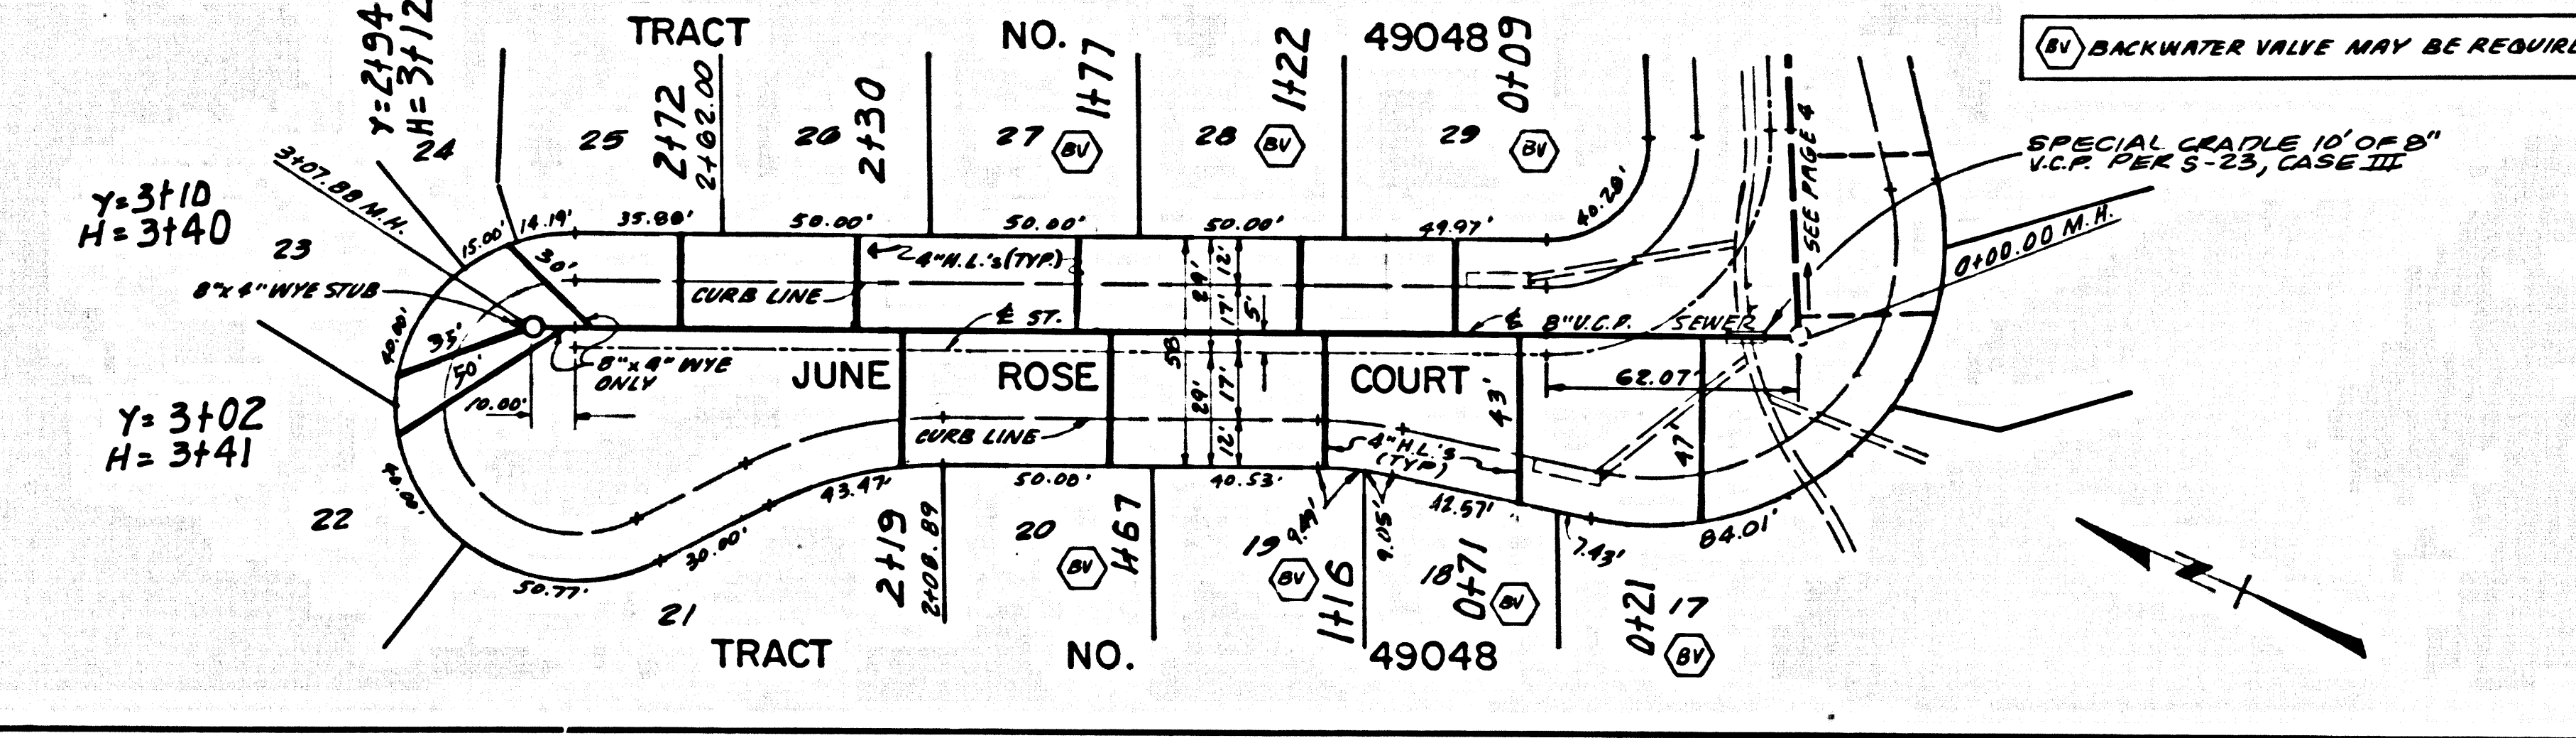 TRACT NO. 49048
BV BACKWATER VALVE MAY BE REQUIRE
Y=2+94
H=3+12
24
25
2+72
2+62.00
26
2+30
27
BV
1+77
28
BV
1+22
29
BV
0+09
SPECIAL CRADLE 10' OF 8"
V.C.P. PER S-23, CASE III
SEE PAGE 4
3+07.88 M.H.
Y=3+10
H=3+40
23
15.00'
14.19'
35.80'
50.00'
50.00'
50.00'
49.97'
40.20'
0+00.00 M.H.
8"x4" WYE STUB
30'
4" H.L.'s (TYP.)
CURB LINE
29'
12'
17'
5'
℄ ST.
℄ 8" V.C.P. SEWER
40.00'
35'
50'
10.00'
8"x4" WYE
ONLY
JUNE ROSE COURT
58
62.07'
43'
47'
Y=3+02
H=3+41
CURB LINE
29'
17'
12'
4" H.L.'s
(TYP)
40.00'
22
50.77'
30.00'
21
43.47'
2+19
2+08.89
50.00'
20
BV
1+67
40.53'
19
BV
9.05'
1+16
42.57'
18
BV
0+71
7.43'
84.01'
0+21
17
BV
N
TRACT NO. 49048